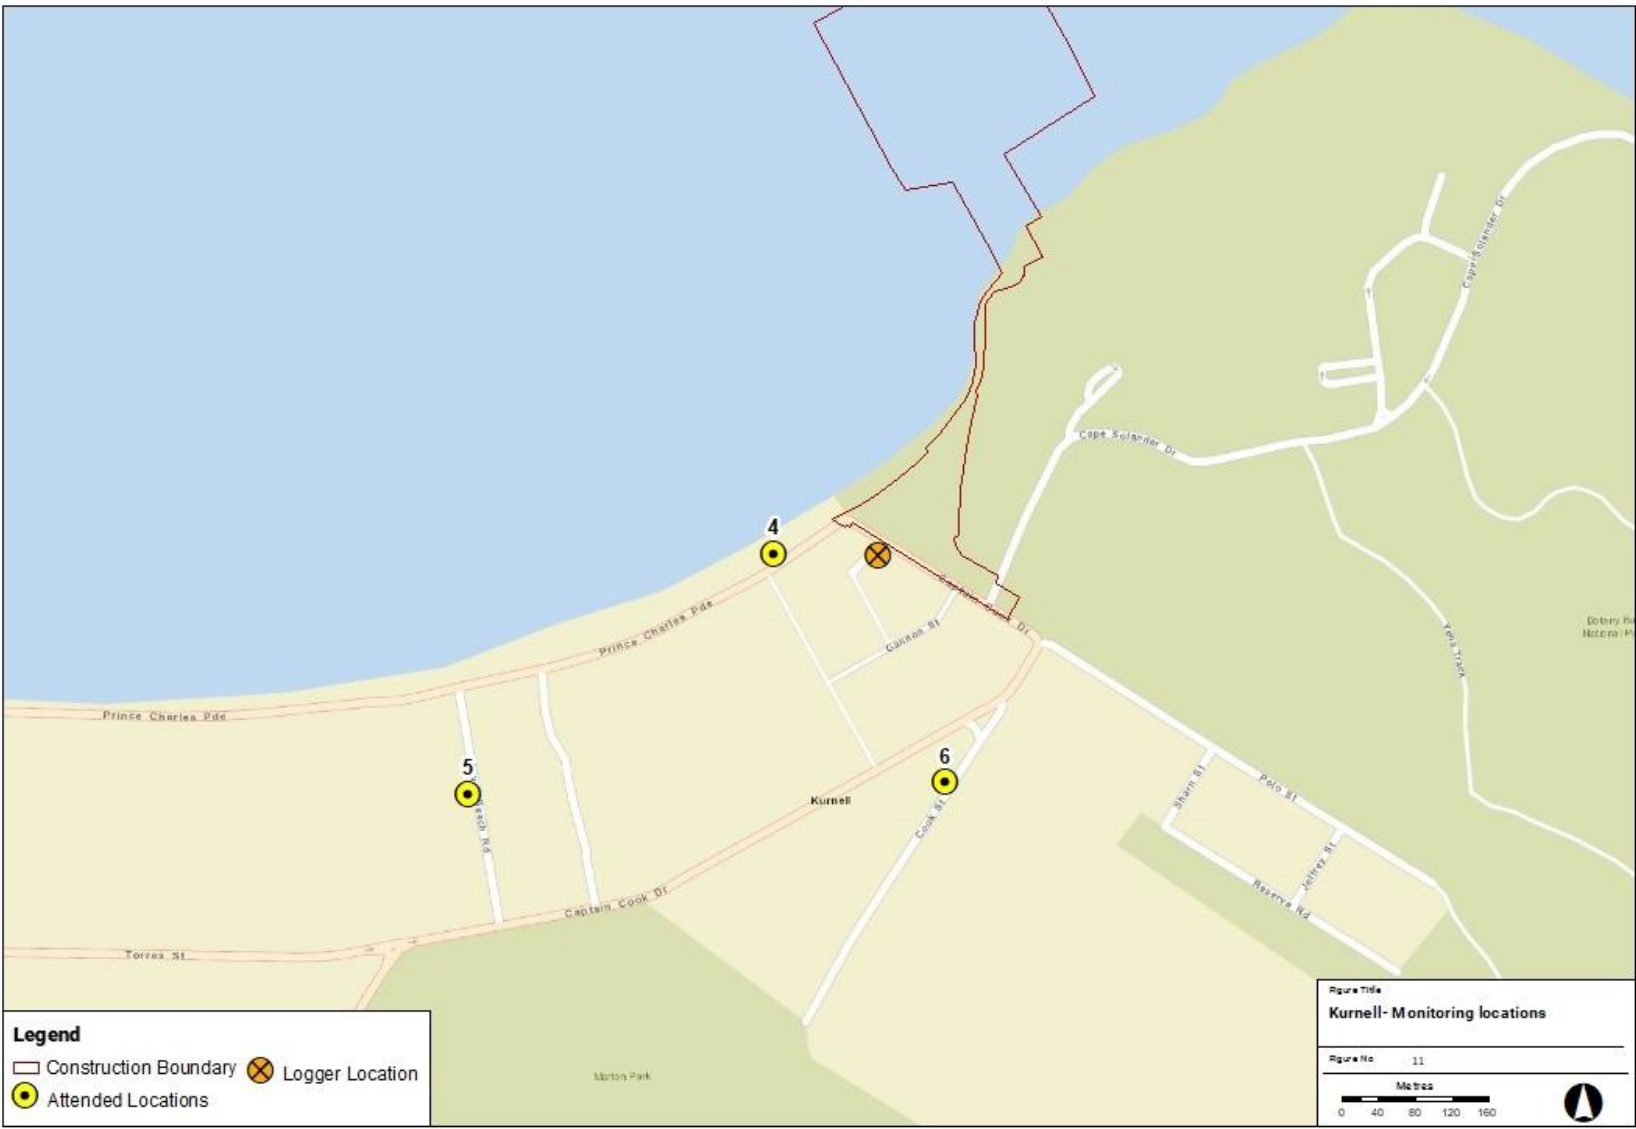 Cape Solander Dr
Cape Solander Dr
4
Captain Cook Dr
Prince Charles Pde
Gannon St
Yena Track
Prince Charles Pde
5
6
Beach Rd
Kurnell
Cook St
Sharn St
Polo St
Jeffrey St
Reserve Rd
Captain Cook Dr
Torres St
Marton Park
Legend
Construction Boundary
Logger Location
Attended Locations
Figure Title
Kurnell- Monitoring locations
Figure No 11
Metres
0 40 80 120 160